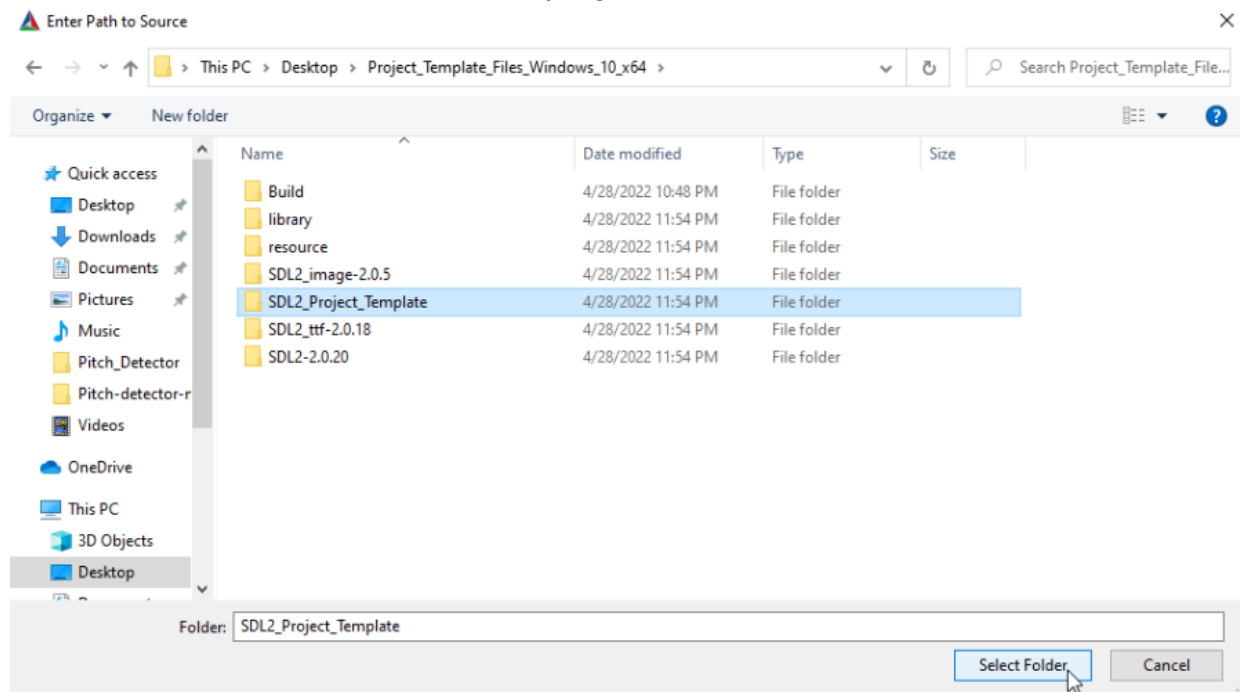 Enter Path to Source
This PC > Desktop > Project_Template_Files_Windows_10_x64 >
Search Project_Template_File...
Organize
New folder
Name
Date modified
Type
Size
Quick access
Desktop
Downloads
Documents
Pictures
Music
Pitch_Detector
Pitch-detector-r
Videos
OneDrive
This PC
3D Objects
Desktop
Build 4/28/2022 10:48 PM File folder
library 4/28/2022 11:54 PM File folder
resource 4/28/2022 11:54 PM File folder
SDL2_image-2.0.5 4/28/2022 11:54 PM File folder
SDL2_Project_Template 4/28/2022 11:54 PM File folder
SDL2_ttf-2.0.18 4/28/2022 11:54 PM File folder
SDL2-2.0.20 4/28/2022 11:54 PM File folder
Folder: SDL2_Project_Template
Select Folder
Cancel